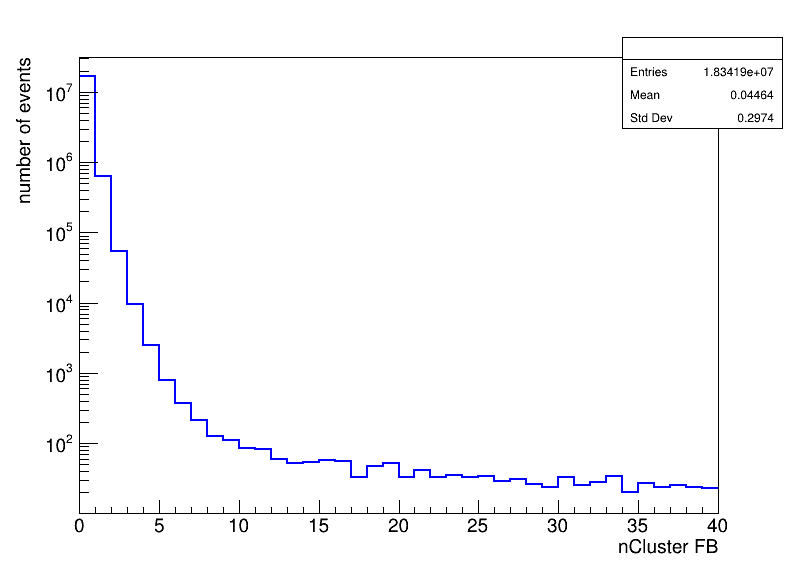 Entries 1.83419e+07
Mean 0.04464
Std Dev 0.2974
number of events
10^7
10^6
10^5
10^4
10^3
10^2
0 5 10 15 20 25 30 35 40
nCluster FB